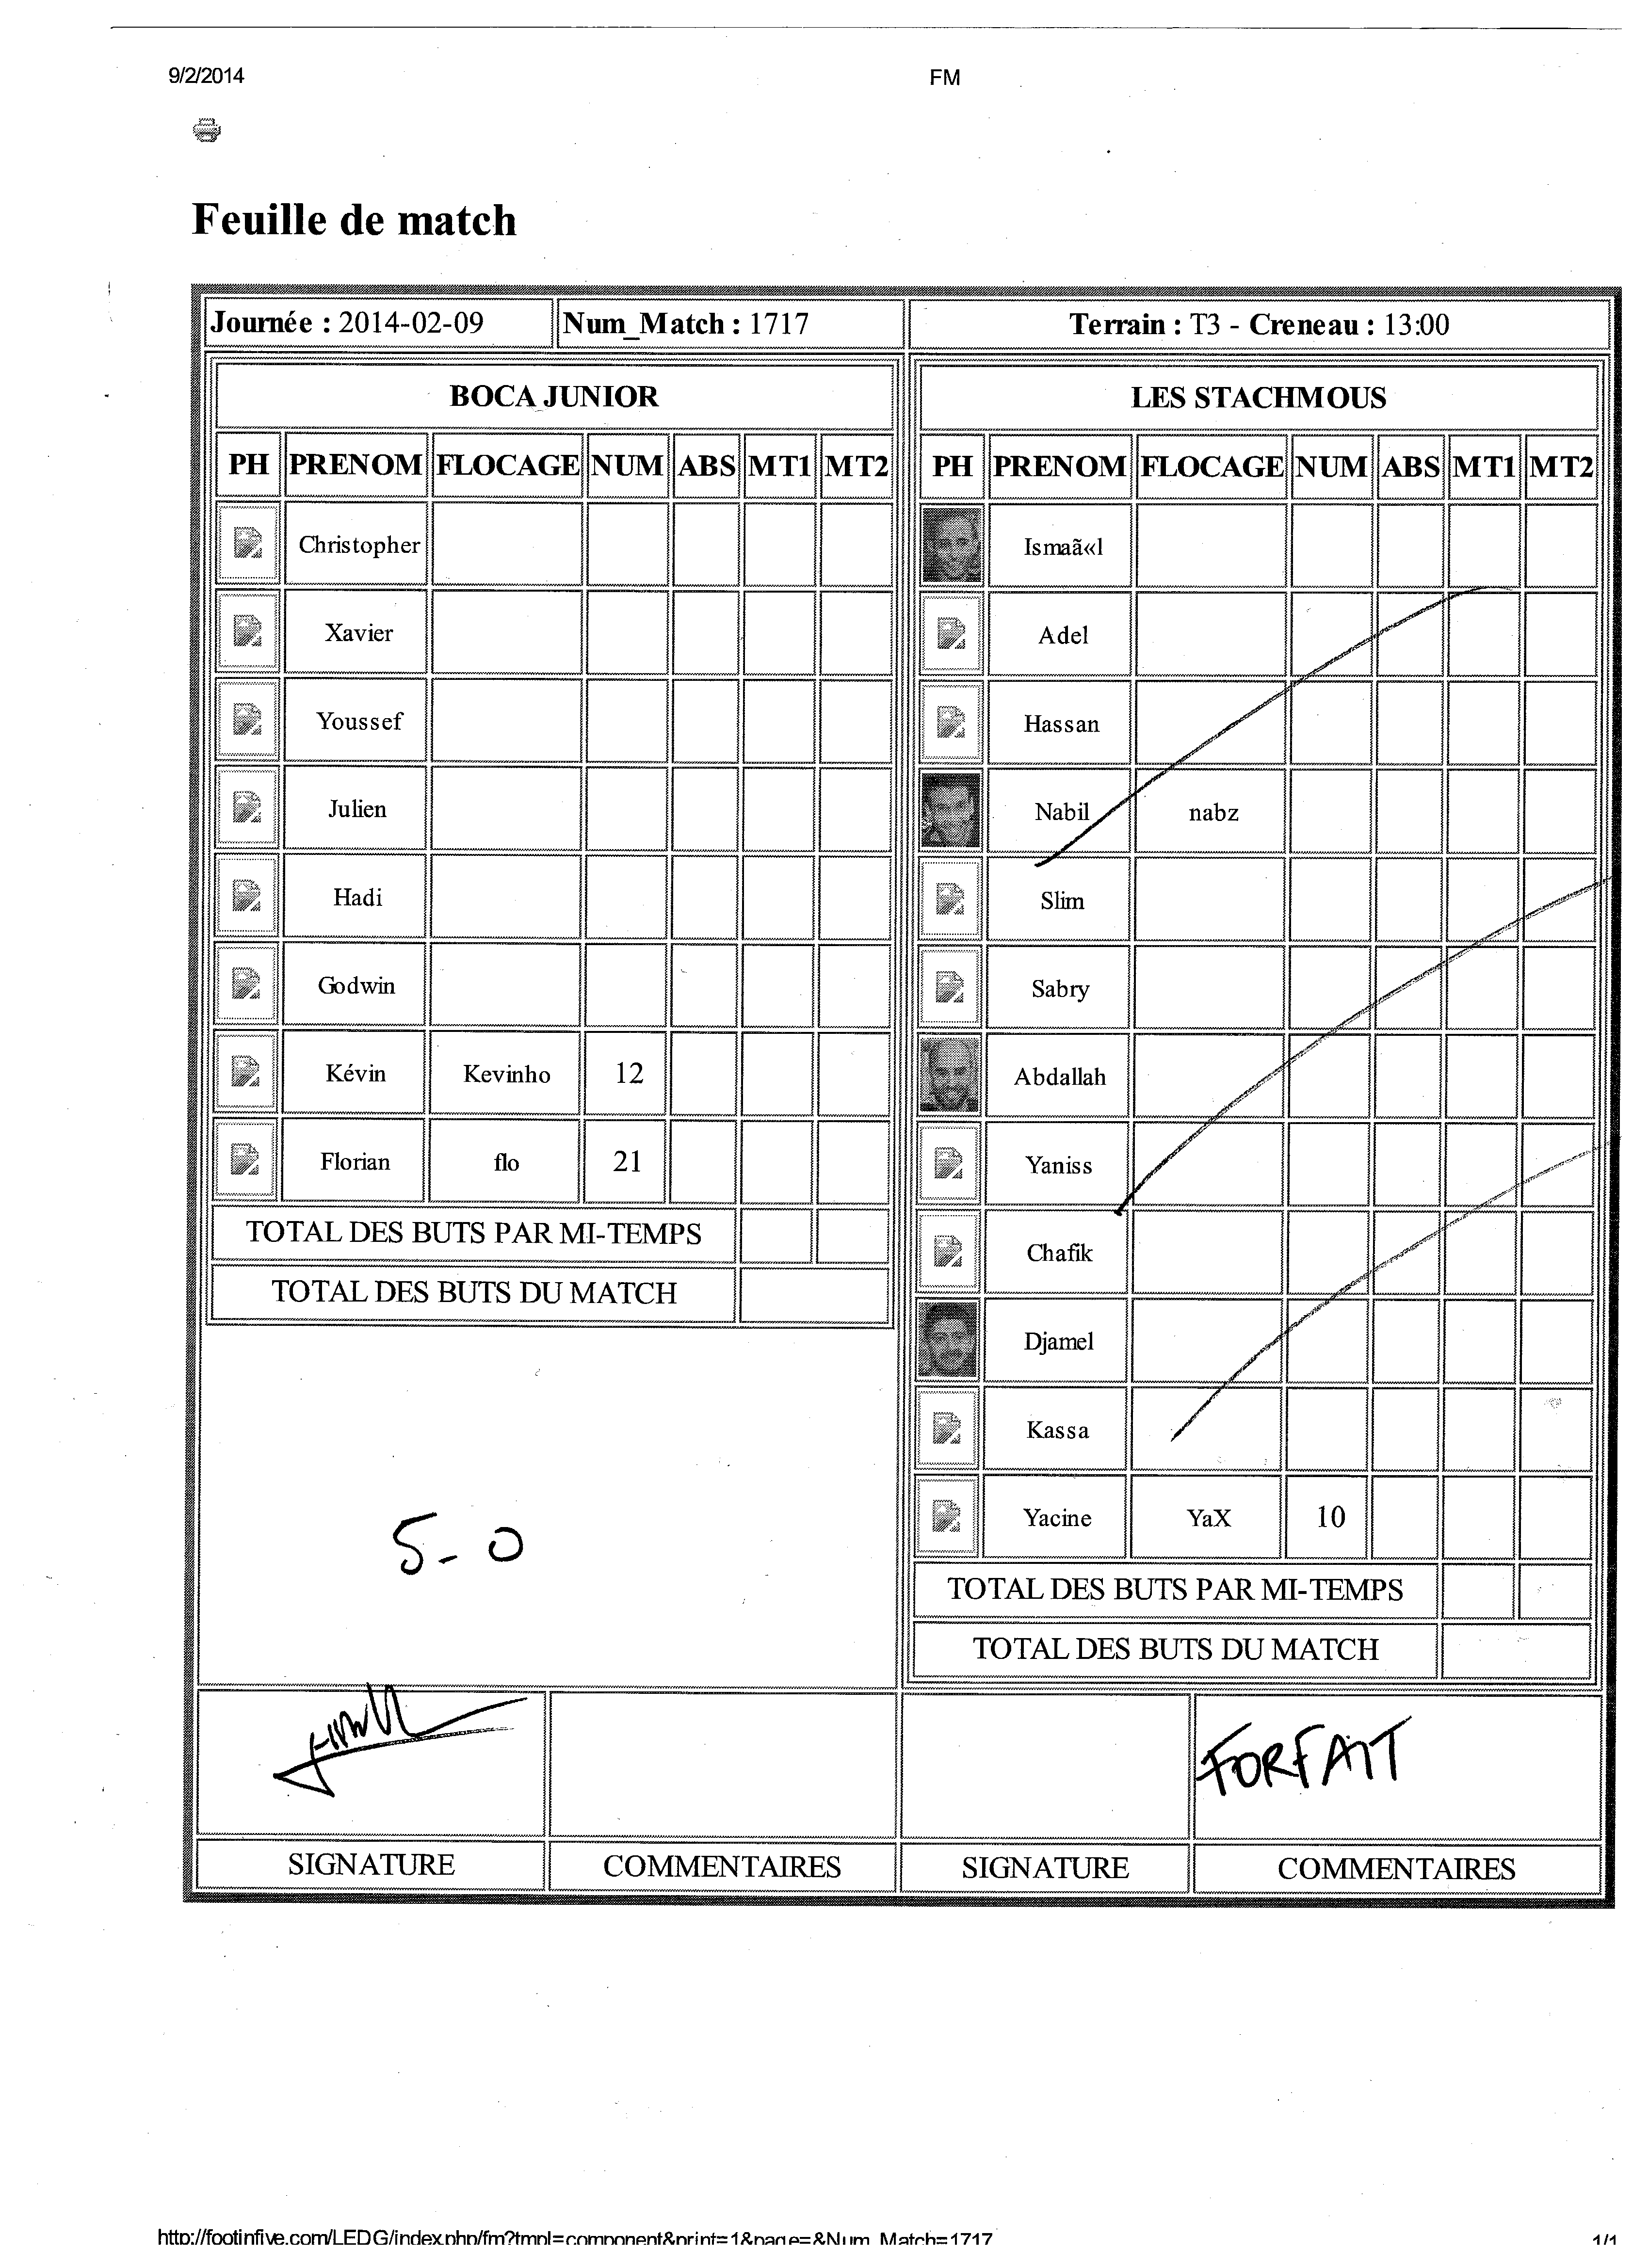 9/2/2014 FM
Feuille de match
Journée : 2014-02-09 Num_Match : 1717 Terrain : T3 - Creneau : 13:00
BOCA JUNIOR LES STACHMOUS
PH PRENOM FLOCAGE NUM ABS MT1 MT2 PH PRENOM FLOCAGE NUM ABS MT1 MT2
Christopher Ismaã«l
Xavier Adel
Youssef Hassan
Julien Nabil nabz
Hadi Slim
Godwin Sabry
Kévin Kevinho 12 Abdallah
Florian flo 21 Yaniss
TOTAL DES BUTS PAR MI-TEMPS Chafik
TOTAL DES BUTS DU MATCH
Djamel
Kassa
5-0 Yacine YaX 10
TOTAL DES BUTS PAR MI-TEMPS
TOTAL DES BUTS DU MATCH
FORFAIT
SIGNATURE COMMENTAIRES SIGNATURE COMMENTAIRES
http://footinfive.com/LEDG/index.php/fm?tmpl=component&print=1&page=&Num_Match=1717 1/1